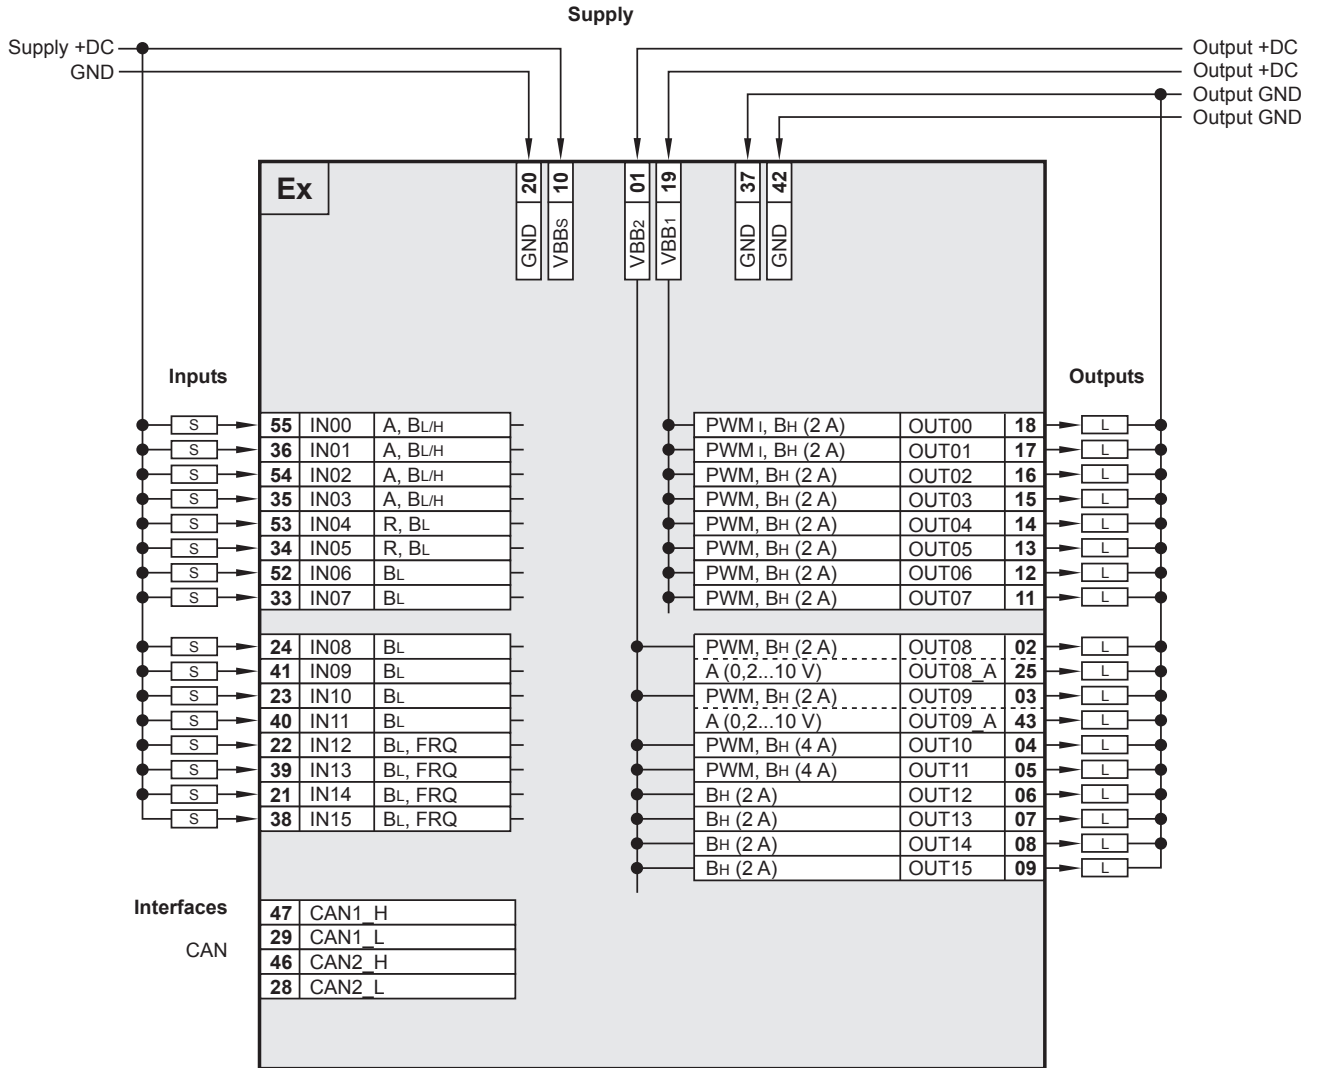 Supply
Supply +DC
GND
Output +DC
Output +DC
Output GND
Output GND
Ex
20 GND
10 VBBS
01 VBB2
19 VBB1
37 GND
42 GND
Inputs
Outputs
S 55 IN00 A, BL/H
S 36 IN01 A, BL/H
S 54 IN02 A, BL/H
S 35 IN03 A, BL/H
S 53 IN04 R, BL
S 34 IN05 R, BL
S 52 IN06 BL
S 33 IN07 BL
S 24 IN08 BL
S 41 IN09 BL
S 23 IN10 BL
S 40 IN11 BL
S 22 IN12 BL, FRQ
S 39 IN13 BL, FRQ
S 21 IN14 BL, FRQ
S 38 IN15 BL, FRQ
PWM I, BH (2 A) OUT00 18 L
PWM I, BH (2 A) OUT01 17 L
PWM, BH (2 A) OUT02 16 L
PWM, BH (2 A) OUT03 15 L
PWM, BH (2 A) OUT04 14 L
PWM, BH (2 A) OUT05 13 L
PWM, BH (2 A) OUT06 12 L
PWM, BH (2 A) OUT07 11 L
PWM, BH (2 A) OUT08 02 L
A (0,2...10 V) OUT08_A 25 L
PWM, BH (2 A) OUT09 03 L
A (0,2...10 V) OUT09_A 43 L
PWM, BH (4 A) OUT10 04 L
PWM, BH (4 A) OUT11 05 L
BH (2 A) OUT12 06 L
BH (2 A) OUT13 07 L
BH (2 A) OUT14 08 L
BH (2 A) OUT15 09 L
Interfaces
CAN
47 CAN1_H
29 CAN1_L
46 CAN2_H
28 CAN2_L